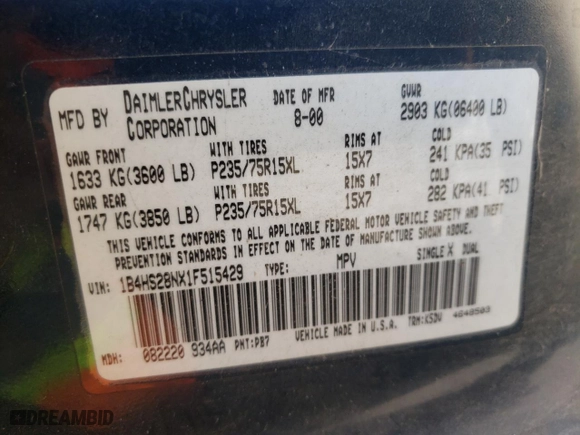 MFD BY DAIMLERCHRYSLER CORPORATION DATE OF MFR 8-00 GVWR 2903 KG(06400 LB)
GAWR FRONT WITH TIRES RIMS AT COLD
1633 KG(3600 LB) P235/75R15XL 15X7 241 KPA(35 PSI)
GAWR REAR WITH TIRES RIMS AT COLD
1747 KG(3850 LB) P235/75R15XL 15X7 282 KPA(41 PSI)
THIS VEHICLE CONFORMS TO ALL APPLICABLE FEDERAL MOTOR VEHICLE SAFETY AND THEFT
PREVENTION STANDARDS IN EFFECT ON THE DATE OF MANUFACTURE SHOWN ABOVE.
VIN: 1B4HS28NX1F515429 TYPE: MPV SINGLE X DUAL
MDH: 082220 934AA PNT:PB7 VEHICLE MADE IN U.S.A. TRM:K5DV 4648503
DREAMBID